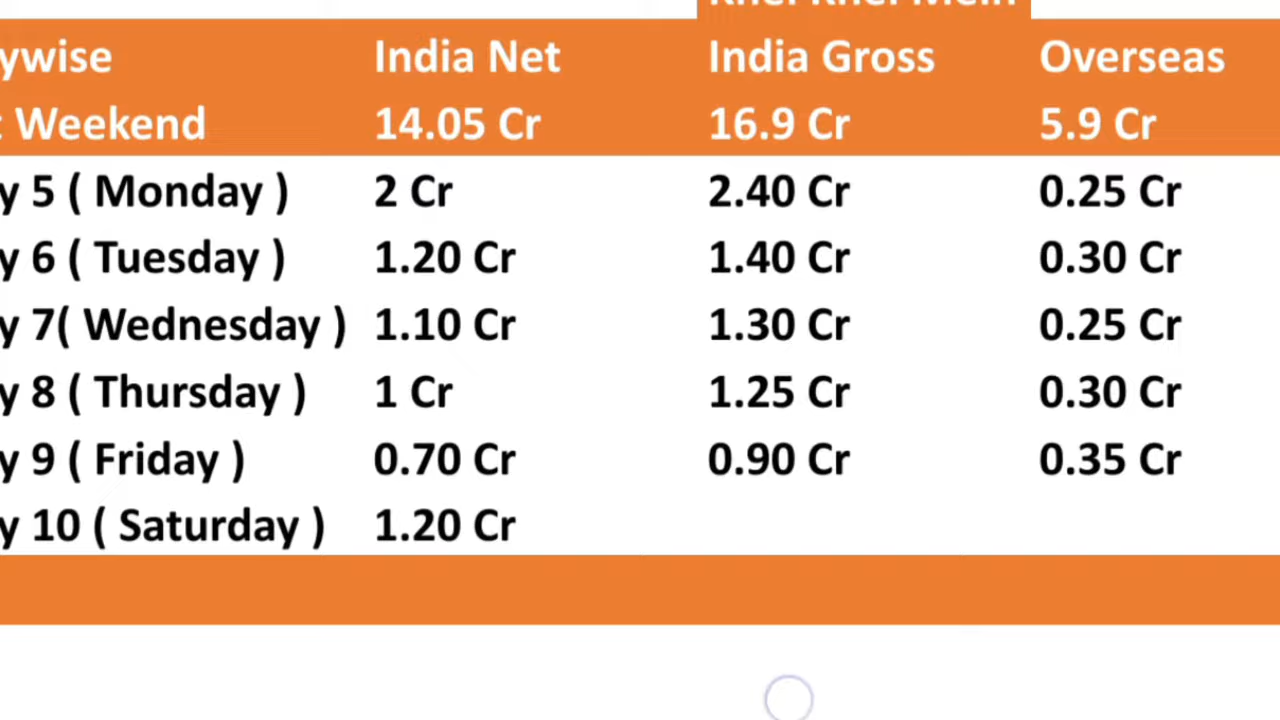 Khel Khel Mein
ywise India Net India Gross Overseas
t Weekend 14.05 Cr 16.9 Cr 5.9 Cr
y 5 ( Monday ) 2 Cr 2.40 Cr 0.25 Cr
y 6 ( Tuesday ) 1.20 Cr 1.40 Cr 0.30 Cr
y 7( Wednesday ) 1.10 Cr 1.30 Cr 0.25 Cr
y 8 ( Thursday ) 1 Cr 1.25 Cr 0.30 Cr
y 9 ( Friday ) 0.70 Cr 0.90 Cr 0.35 Cr
y 10 ( Saturday ) 1.20 Cr